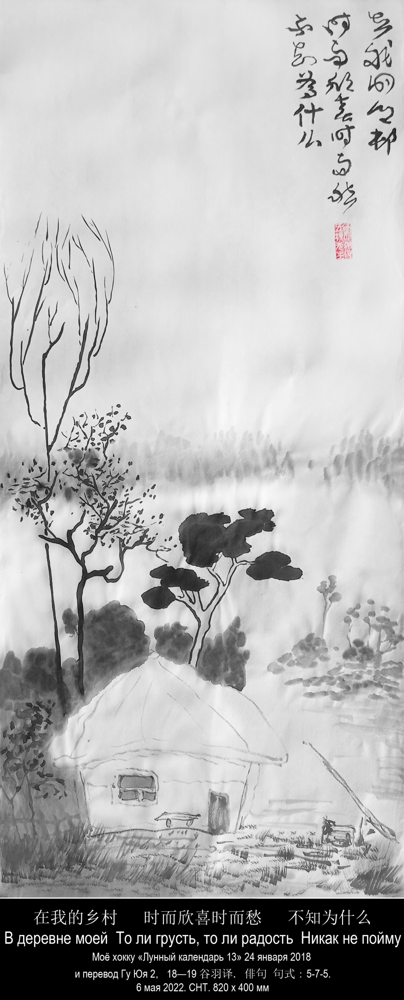 在我的乡村
时而欣喜时而愁
不知为什么
在我的乡村 时而欣喜时而愁 不知为什么
В деревне моей То ли грусть, то ли радость Никак не пойму
Моё хокку «Лунный календарь 13» 24 января 2018
и перевод Гу Юя 2, 18—19 谷羽译. 俳句 句式：5-7-5.
6 мая 2022. СНТ. 820 х 400 мм